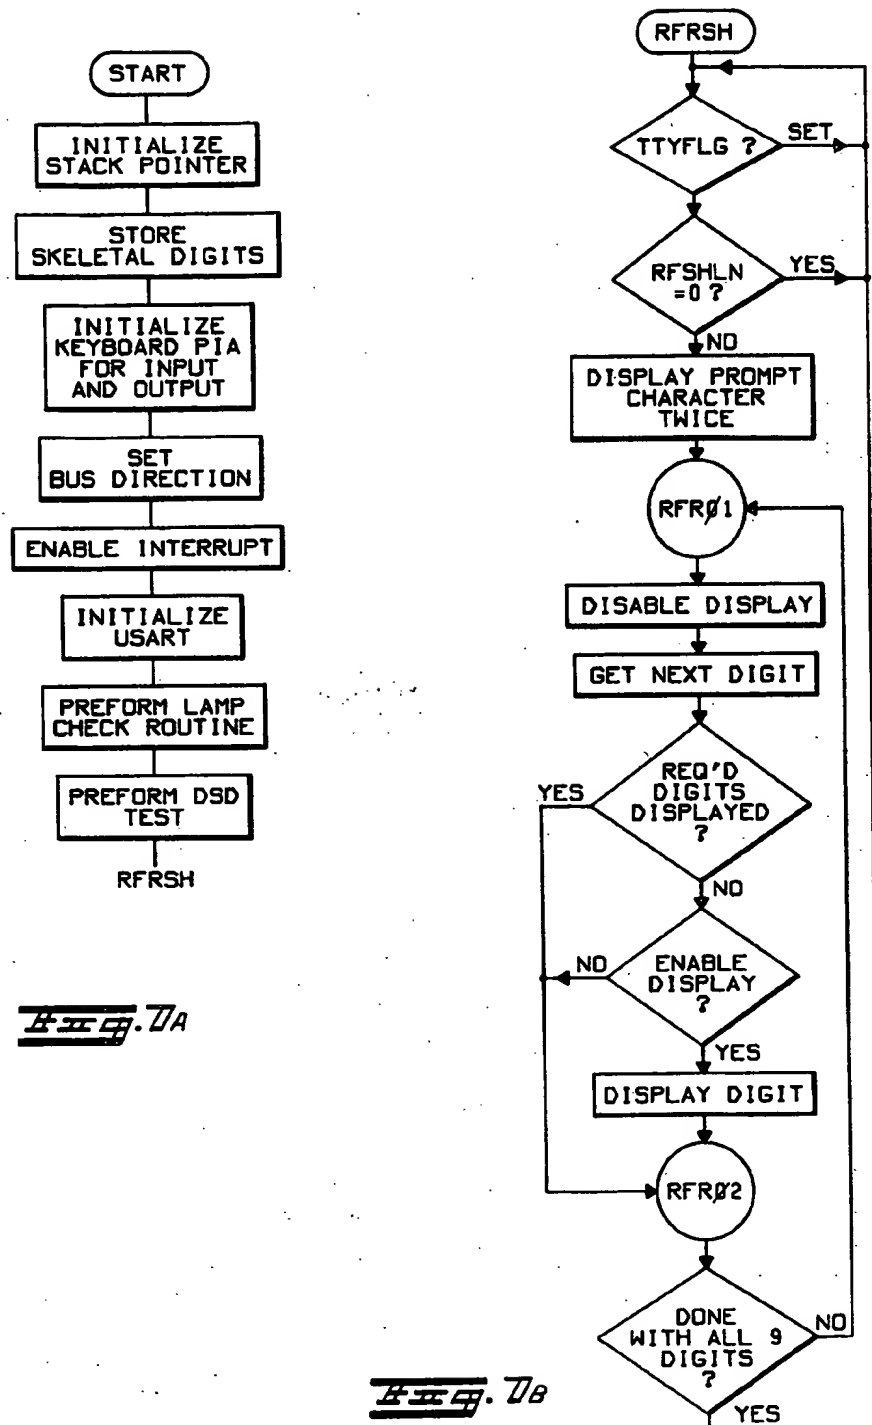 START
INITIALIZE
STACK POINTER
STORE
SKELETAL DIGITS
INITIALIZE
KEYBOARD PIA
FOR INPUT
AND OUTPUT
SET
BUS DIRECTION
ENABLE INTERRUPT
INITIALIZE
USART
PREFORM LAMP
CHECK ROUTINE
PREFORM DSD
TEST
RFRSH
Fig. 7A
RFRSH
TTYFLG ?
SET
RFSHLN
=0 ?
YES
NO
DISPLAY PROMPT
CHARACTER
TWICE
RFRØ1
DISABLE DISPLAY
GET NEXT DIGIT
REQ'D
DIGITS
DISPLAYED
?
YES
NO
ENABLE
DISPLAY
?
NO
YES
DISPLAY DIGIT
RFRØ2
DONE
WITH ALL 9
DIGITS
?
NO
YES
Fig. 7B